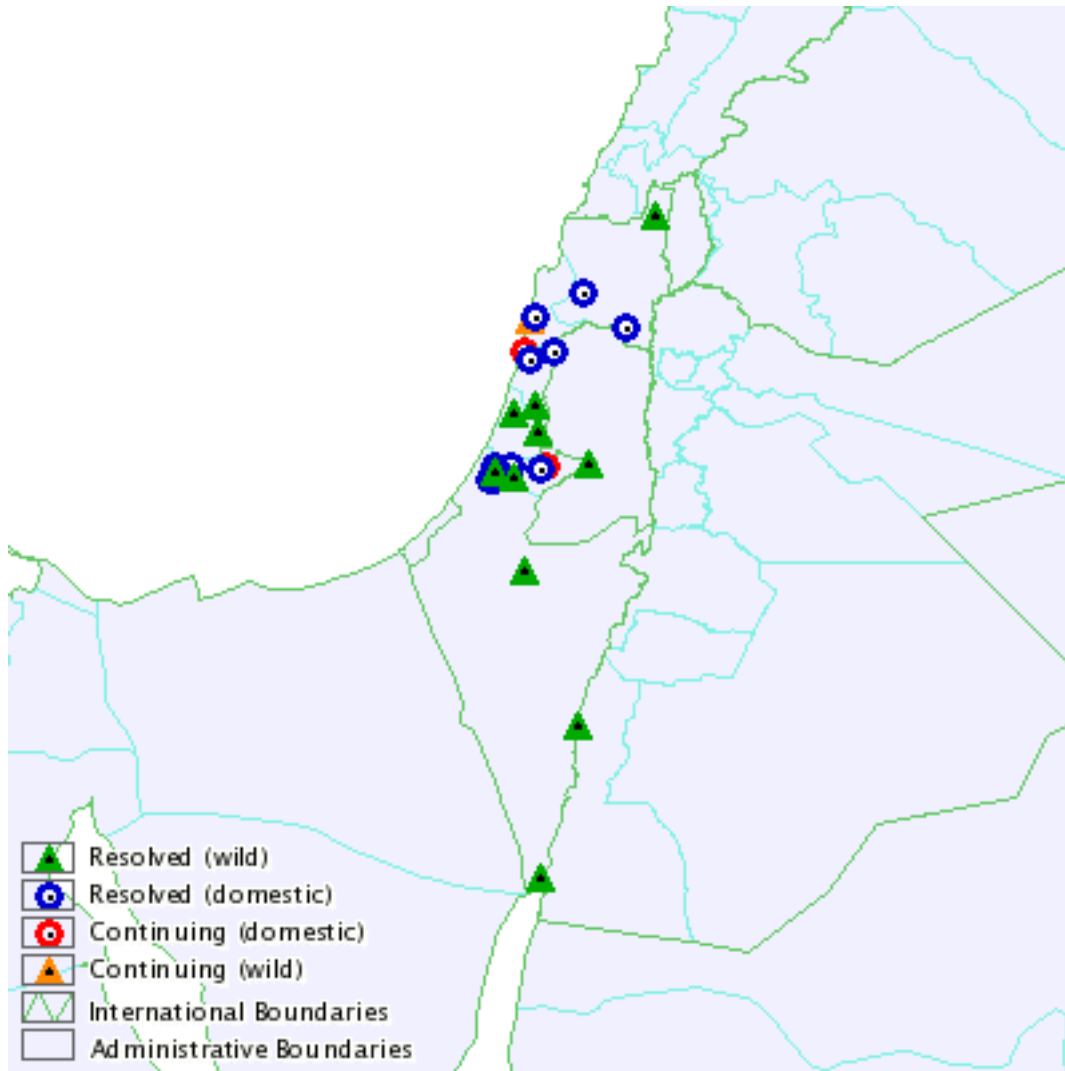 Resolved (wild)
Resolved (domestic)
Continuing (domestic)
Continuing (wild)
International Boundaries
Administrative Boundaries